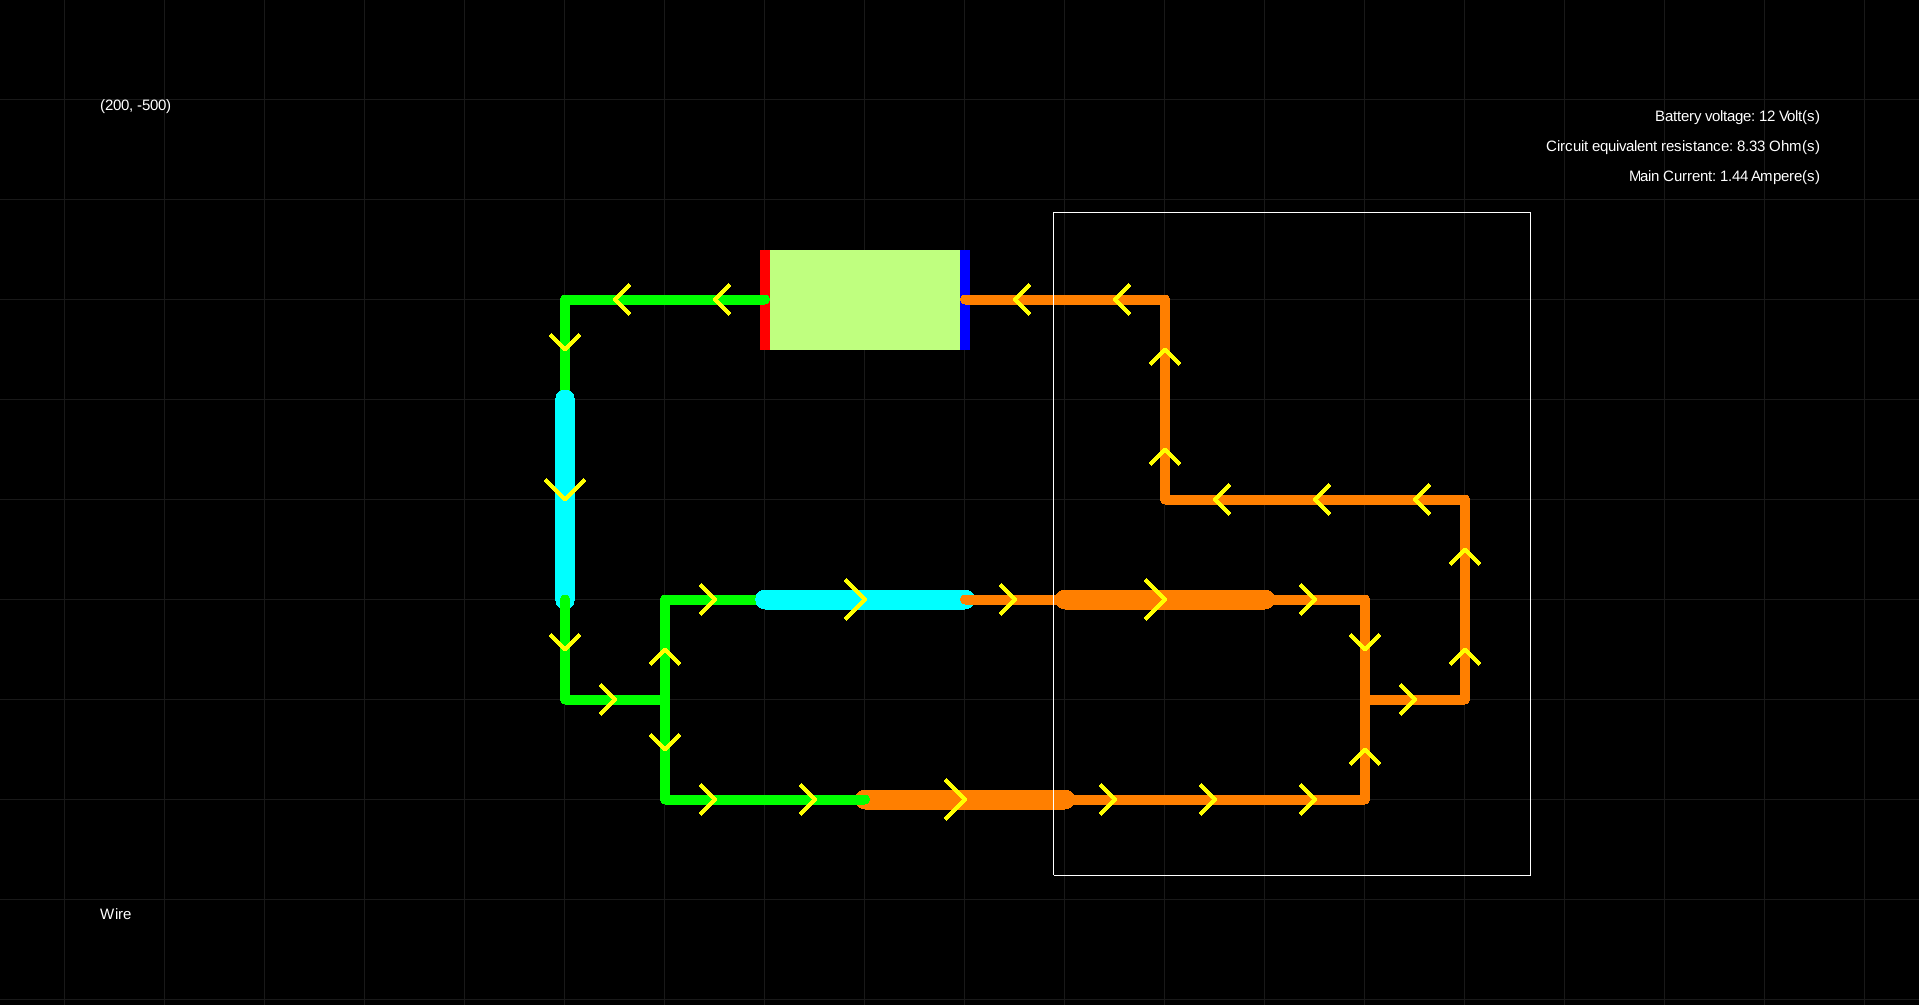 (200, -500)
Battery voltage: 12 Volt(s)
Circuit equivalent resistance: 8.33 Ohm(s)
Main Current: 1.44 Ampere(s)
Wire